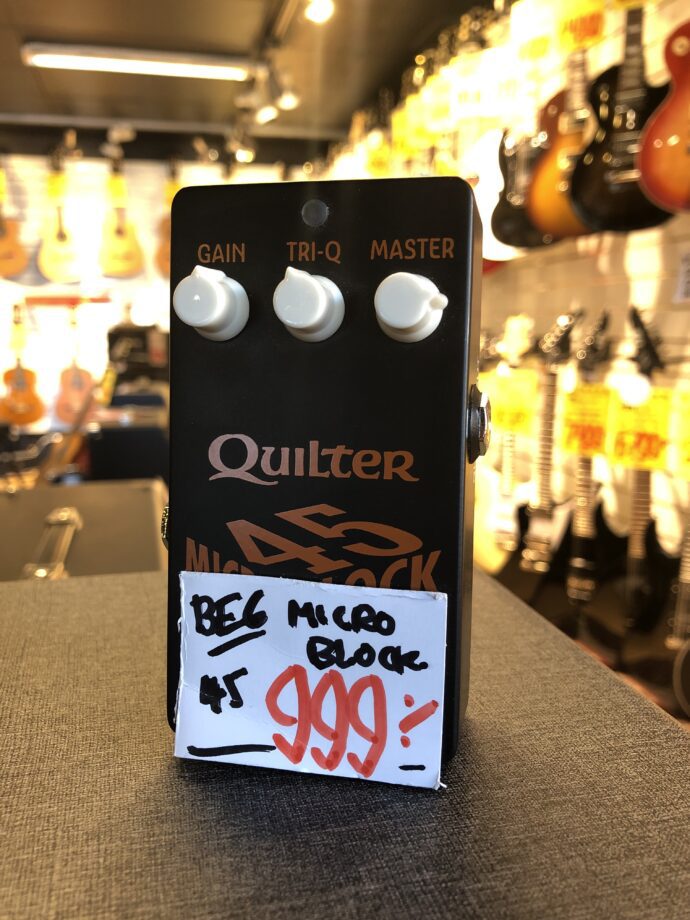 GAIN TRI-Q MASTER
Quilter
45
BEG MICRO
BLOCK
45 999:-